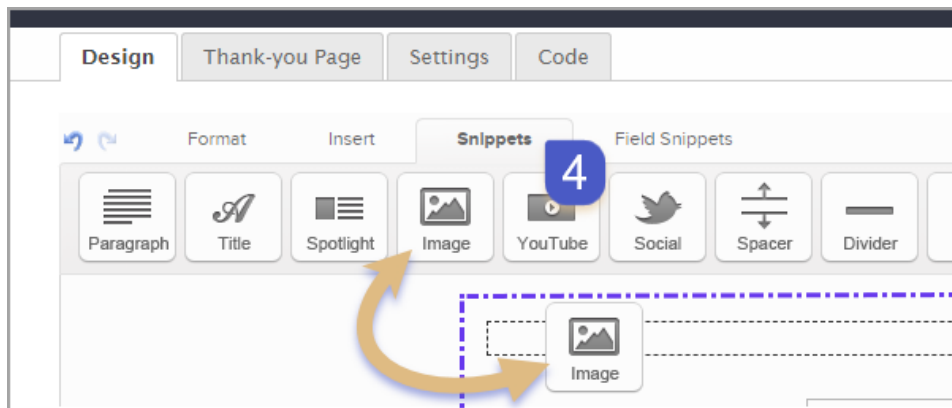 Design Thank-you Page Settings Code
Format Insert Snippets Field Snippets
4
Paragraph Title Spotlight Image YouTube Social Spacer Divider
Image